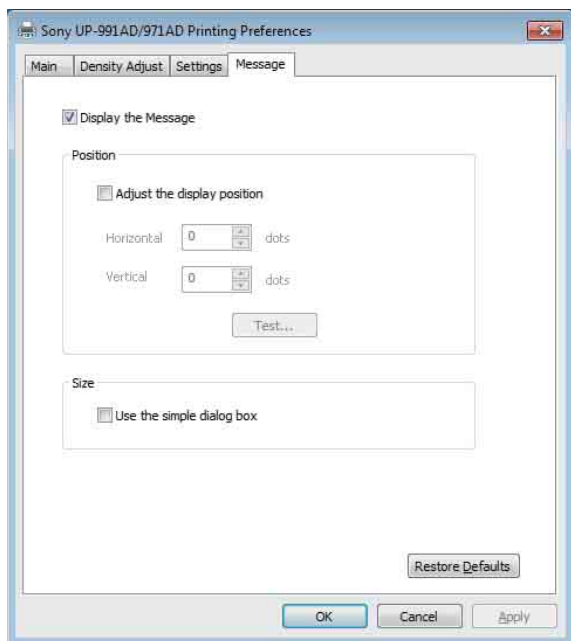 Sony UP-991AD/971AD Printing Preferences
Main Density Adjust Settings Message
Display the Message
Position
Adjust the display position
Horizontal 0 dots
Vertical 0 dots
Test...
Size
Use the simple dialog box
Restore Defaults
OK Cancel Apply